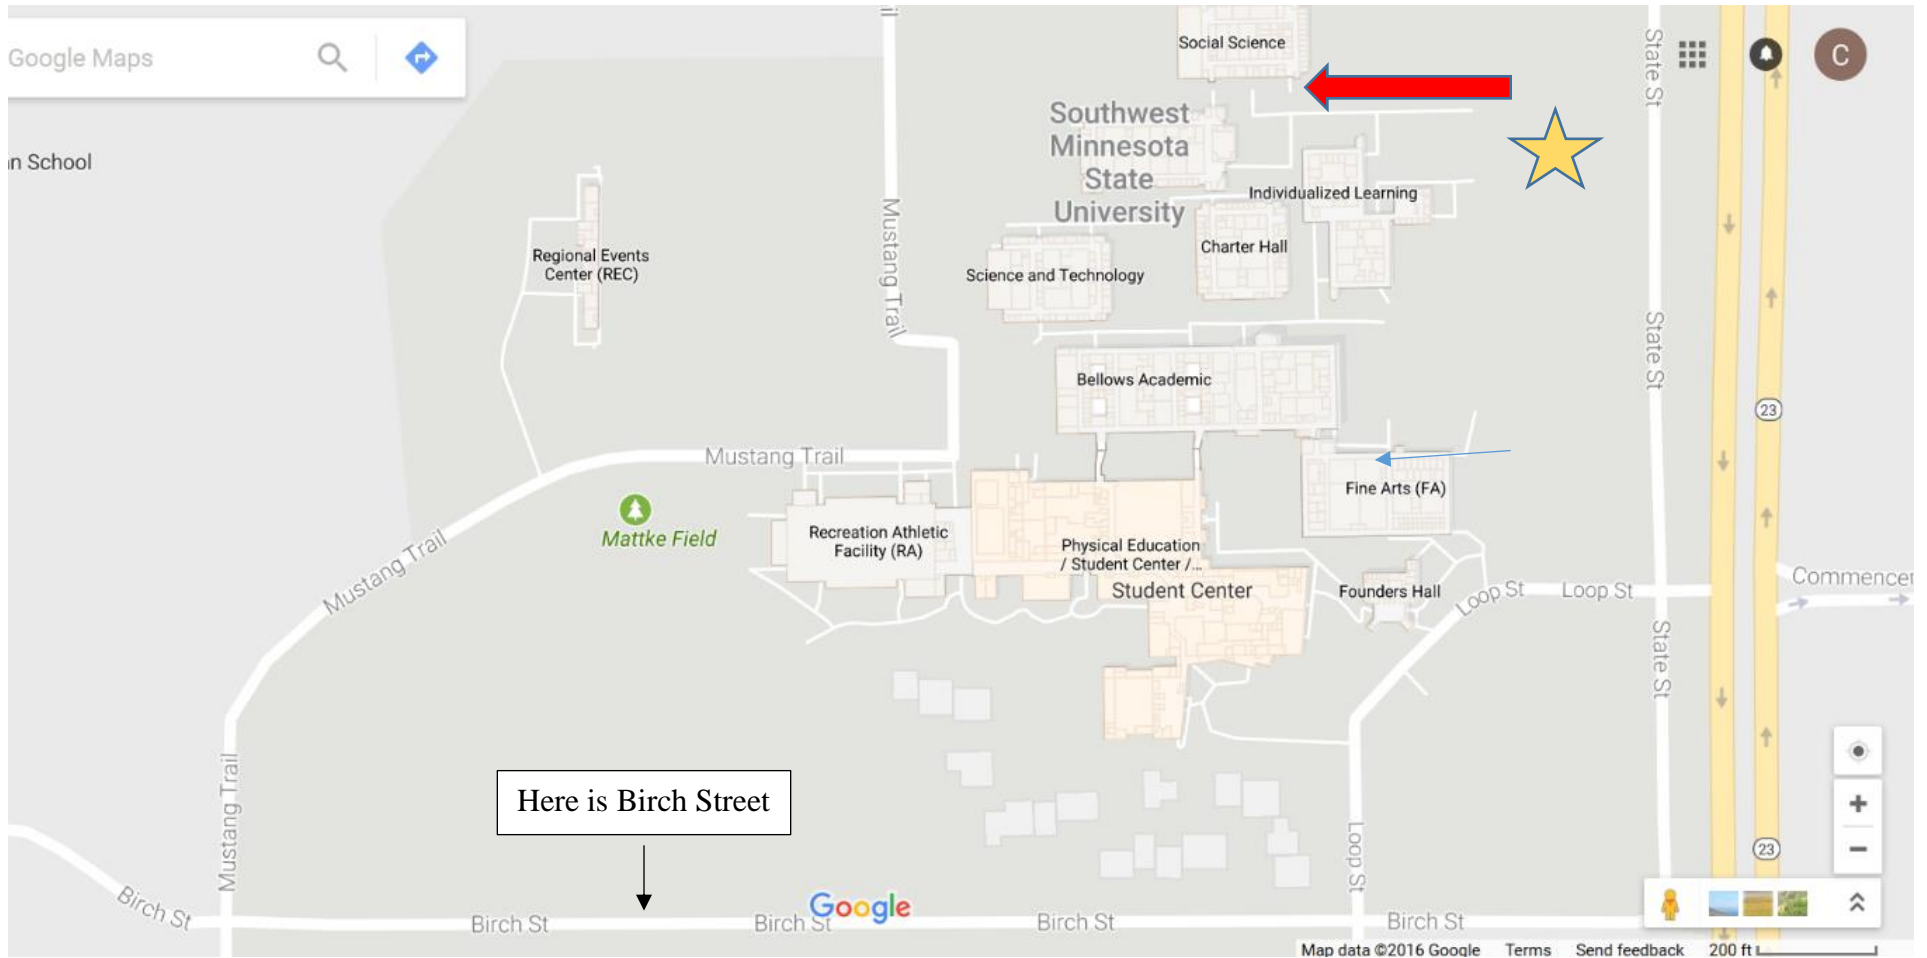 Google Maps
Social Science
C
Southwest
Minnesota
State
University
n School
State St
Individualized Learning
Mustang Trail
Regional Events
Center (REC)
Charter Hall
Science and Technology
State St
Bellows Academic
23
Mustang Trail
Fine Arts (FA)
Mattke Field
Recreation Athletic
Facility (RA)
Physical Education
/ Student Center /...
Student Center
Founders Hall
Mustang Trail
Loop St
Loop St
Commencer
State St
Here is Birch Street
Mustang Trail
Loop St
23
Birch St
Birch St
Birch St
Google
Birch St
Birch St
Map data ©2016 Google Terms Send feedback 200 ft